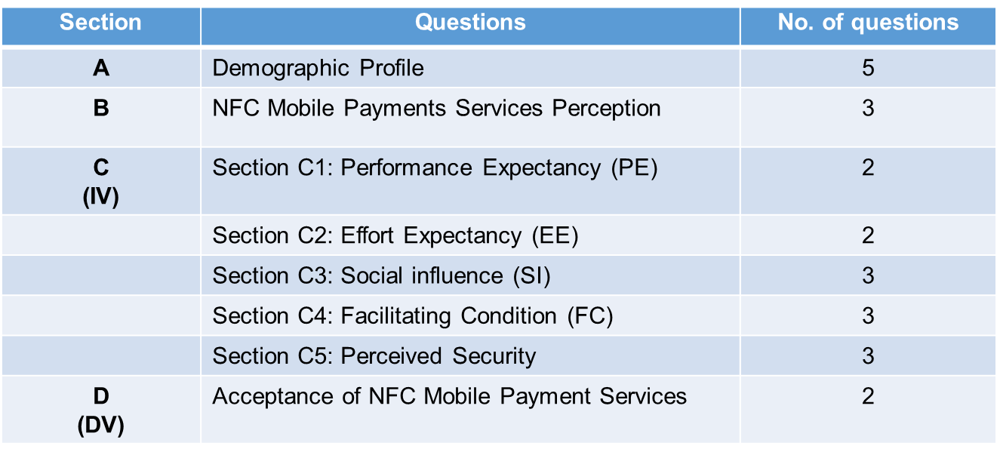 Section Questions No. of questions
A Demographic Profile 5
B NFC Mobile Payments Services Perception 3
C Section C1: Performance Expectancy (PE) 2
(IV)
Section C2: Effort Expectancy (EE) 2
Section C3: Social influence (SI) 3
Section C4: Facilitating Condition (FC) 3
Section C5: Perceived Security 3
D Acceptance of NFC Mobile Payment Services 2
(DV)